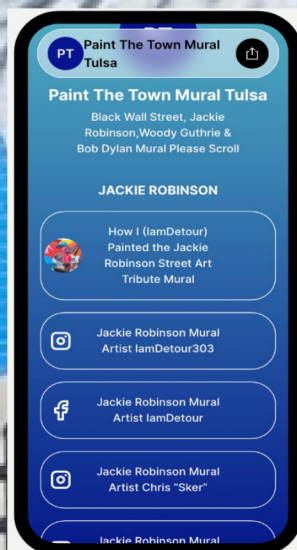 PT
PT Paint The Town Mural
Tulsa
Paint The Town Mural Tulsa
Black Wall Street, Jackie
Robinson,Woody Guthrie &
Bob Dylan Mural Please Scroll
JACKIE ROBINSON
How I (IamDetour)
Painted the Jackie
Robinson Street Art
Tribute Mural
Jackie Robinson Mural
Artist IamDetour303
Jackie Robinson Mural
Artist IamDetour
Jackie Robinson Mural
Artist Chris "Sker"
Jackie Robinson Mural